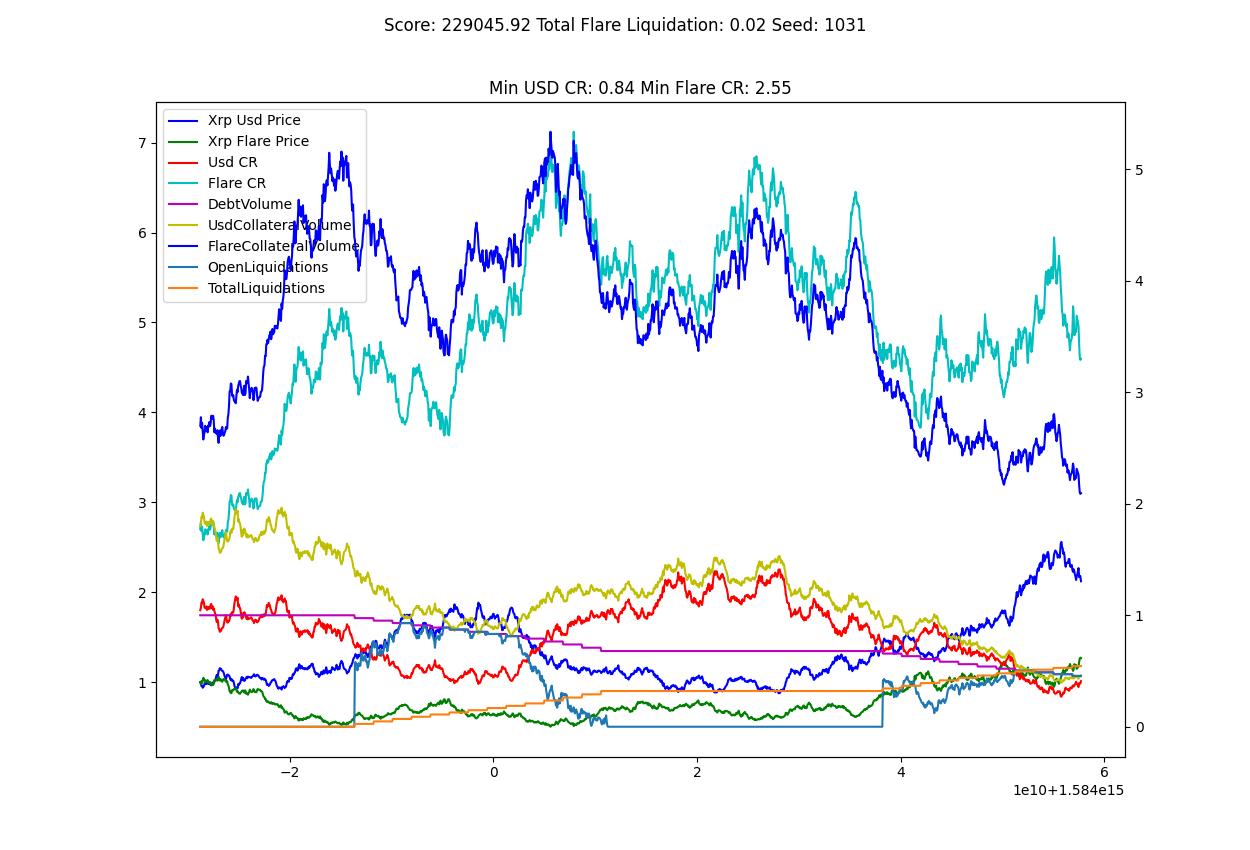 Score: 229045.92 Total Flare Liquidation: 0.02 Seed: 1031
Min USD CR: 0.84 Min Flare CR: 2.55
Xrp Usd Price
Xrp Flare Price
Usd CR
Flare CR
DebtVolume
UsdCollateralVolume
FlareCollateralVolume
OpenLiquidations
TotalLiquidations
7
6
5
4
3
2
1
5
4
3
2
1
0
−2
0
2
4
6
1e10+1.584e15